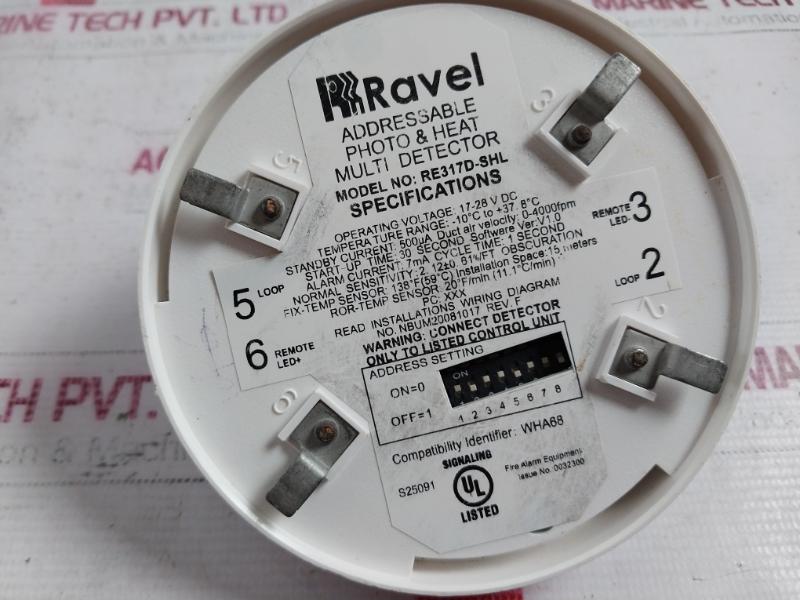 RINE TECH PVT. LTD
Ravel
ADDRESSABLE
PHOTO & HEAT
MULTI DETECTOR
MODEL NO: RE317D-SHL
SPECIFICATIONS
OPERATING VOLTAGE: 17-28 V DC
TEMPERATURE RANGE: -10°C to +37.8°C
STANDBY CURRENT: 500uA Duct air velocity: 0-4000fpm
START-UP TIME: 30 SECOND Software Ver:V1.0
ALARM CURRENT: 7mA CYCLE TIME: 1 SECOND
NORMAL SENSITIVITY: 2.12±0.91%FT OBSCURATION
FIX-TEMP SENSOR: 138°F(59°C) Installation Space:15 meters
ROR-TEMP SENSOR 20°F/min (11.1°C/min)
PC: XXX
READ INSTALLATIONS WIRING DIAGRAM
NO. NBUM20081017 REV. F
WARNING: CONNECT DETECTOR
ONLY TO LISTED CONTROL UNIT
5 LOOP
6 REMOTE LED+
REMOTE LED- 3
LOOP 2
5
3
2
6
ADDRESS SETTING
ON=0
OFF=1
ON
1 2 3 4 5 6 7 8
Compatibility Identifier: WHA68
S25091
SIGNALING
UL
LISTED
Fire Alarm Equipment
Issue No. 0032300